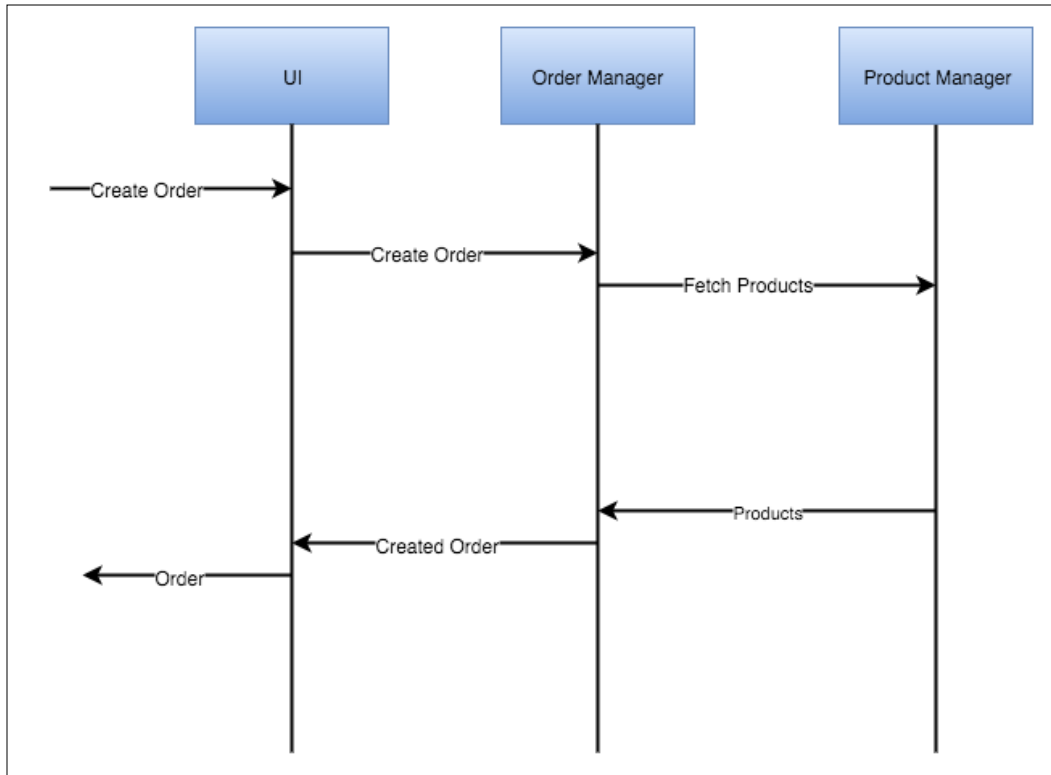 UI
Order Manager
Product Manager
Create Order
Create Order
Fetch Products
Products
Created Order
Order